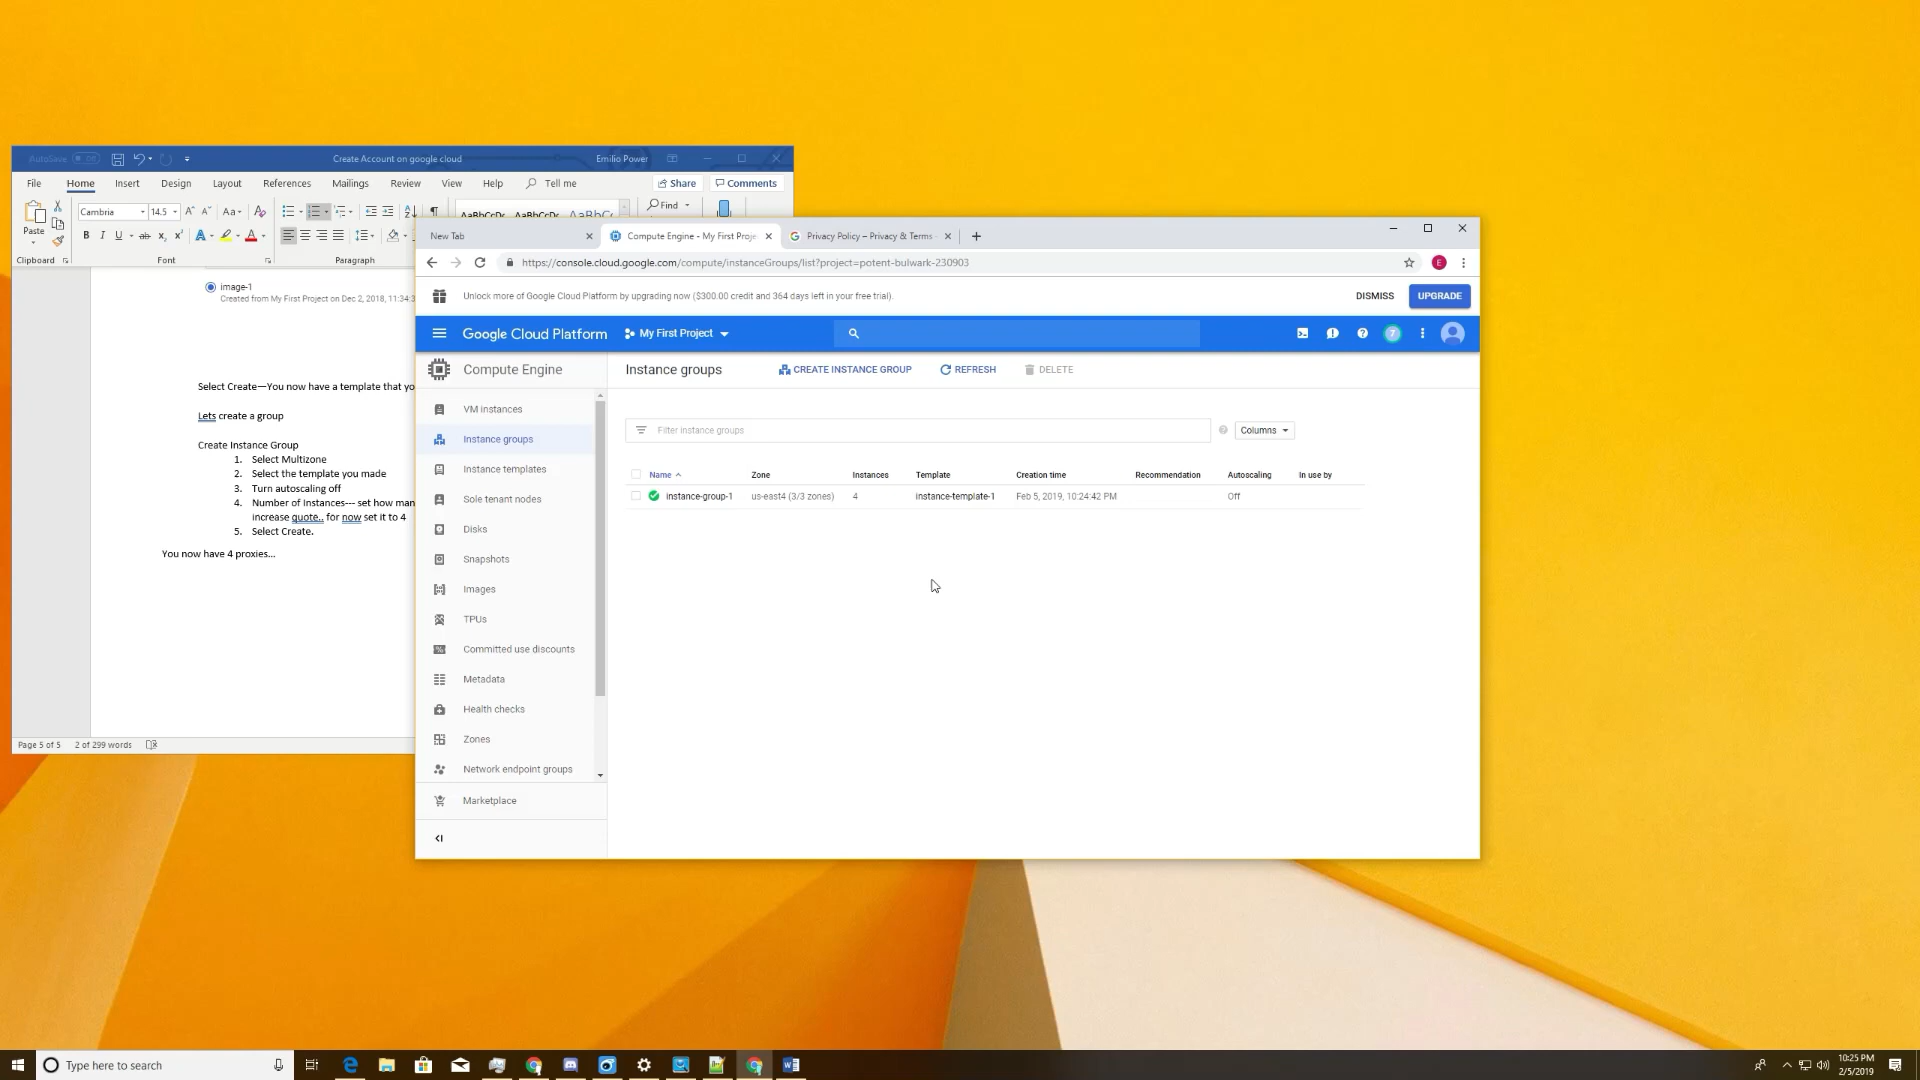 AutoSave Off
Create Account on google cloud
Emilio Power
File Home Insert Design Layout References Mailings Review View Help Tell me Share Comments
Cambria 14.5 Find
Paste
Clipboard Font Paragraph
image-1
Created from My First Project on Dec 2, 2018, 11:34:3
Select Create—You now have a template that yo
Lets create a group
Create Instance Group
1. Select Multizone
2. Select the template you made
3. Turn autoscaling off
4. Number of instances--- set how man
increase quote.. for now set it to 4
5. Select Create.
You now have 4 proxies...
Page 5 of 5 2 of 299 words
New Tab
Compute Engine - My First Proje
Privacy Policy – Privacy & Terms
https://console.cloud.google.com/compute/instanceGroups/list?project=potent-bulwark-230903
E
Unlock more of Google Cloud Platform by upgrading now ($300.00 credit and 364 days left in your free trial).
DISMISS UPGRADE
Google Cloud Platform My First Project
7
Compute Engine
Instance groups CREATE INSTANCE GROUP REFRESH DELETE
VM instances
Instance groups
Instance templates
Sole tenant nodes
Disks
Snapshots
Images
TPUs
Committed use discounts
Metadata
Health checks
Zones
Network endpoint groups
Marketplace
Filter instance groups
Columns
Name Zone Instances Template Creation time Recommendation Autoscaling In use by
instance-group-1 us-east4 (3/3 zones) 4 instance-template-1 Feb 5, 2019, 10:24:42 PM Off
Type here to search
10:25 PM
2/5/2019